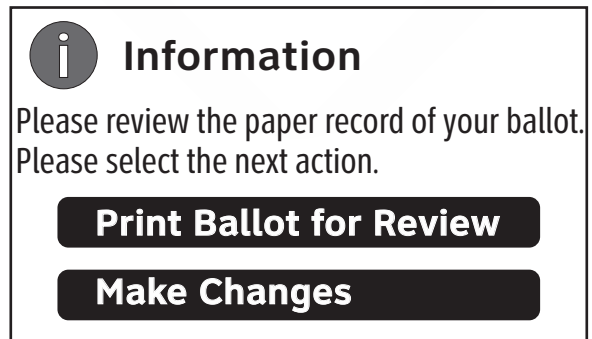 Information
Please review the paper record of your ballot.
Please select the next action.
Print Ballot for Review
Make Changes